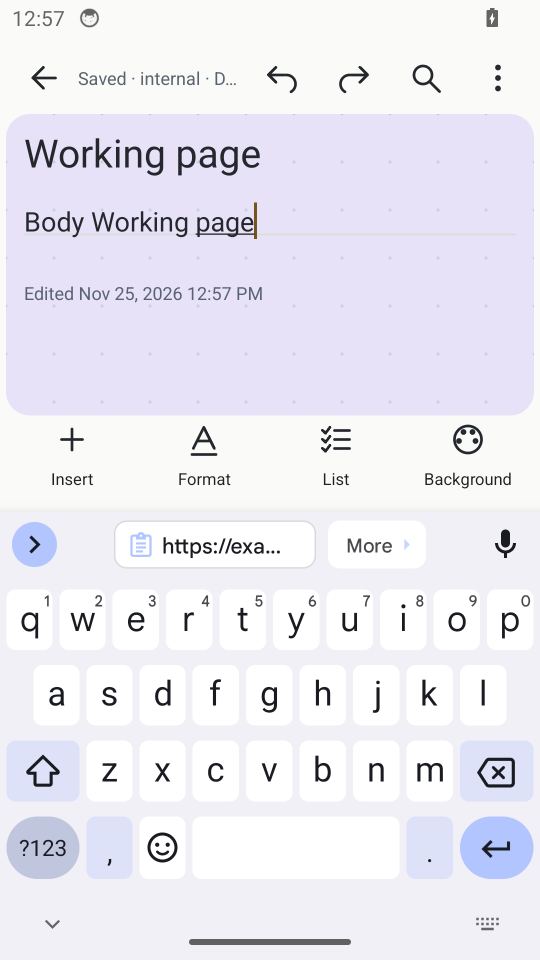 12:57
Saved · internal · D...
Working page
Body Working page
Edited Nov 25, 2026 12:57 PM
Insert Format List Background
https://exa... More
q1 w2 e3 r4 t5 y6 u7 i8 o9 p0
a s d f g h j k l
z x c v b n m
?123 , .